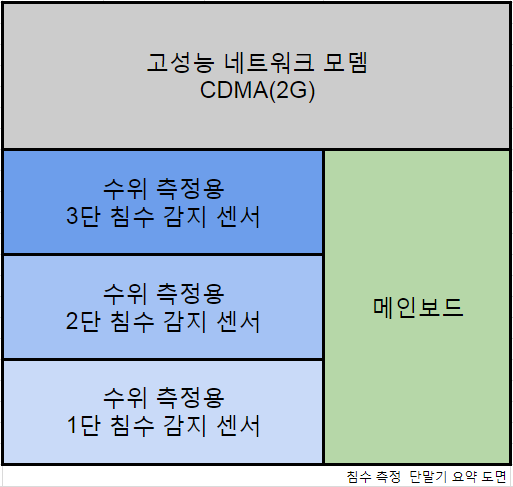 고성능 네트워크 모뎀
CDMA(2G)
수위 측정용
3단 침수 감지 센서
수위 측정용
2단 침수 감지 센서
수위 측정용
1단 침수 감지 센서
메인보드
침수 측정 단말기 요약 도면